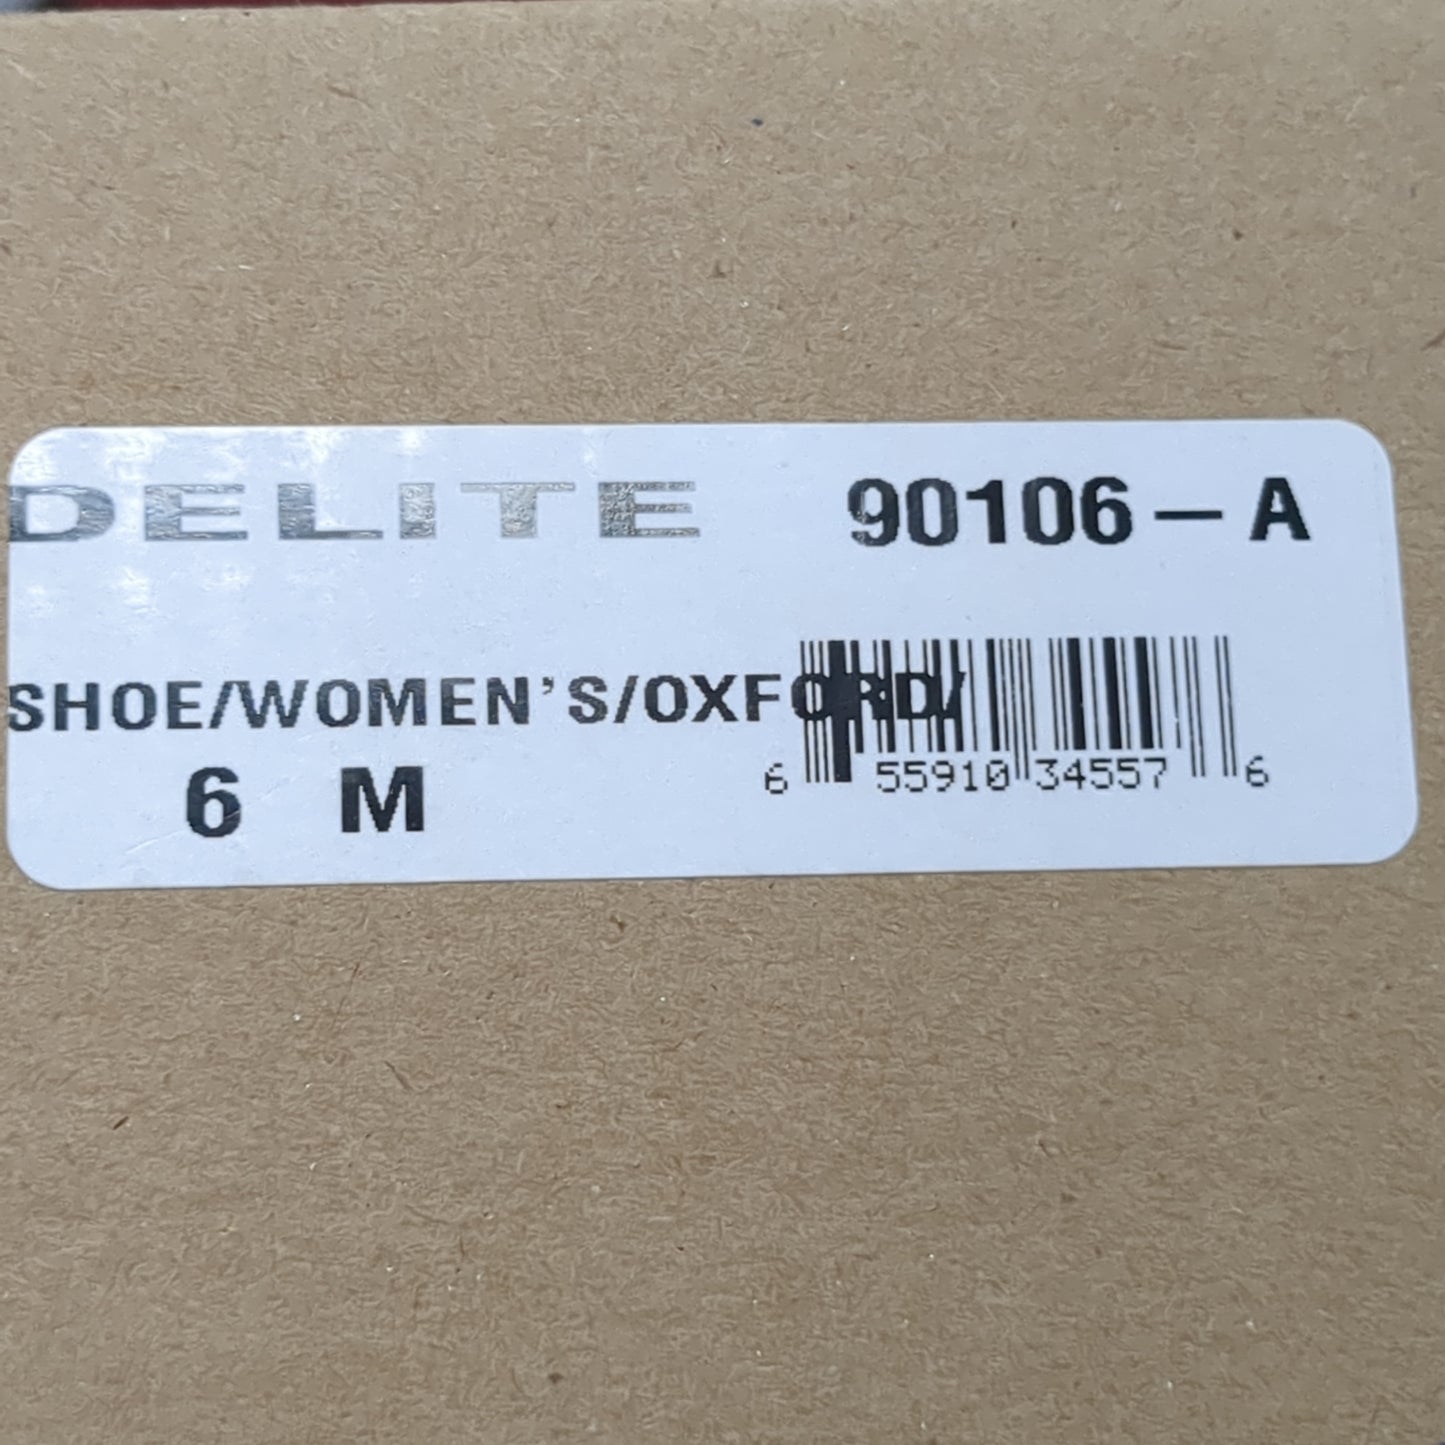 DELITE 90106-A
SHOE/WOMEN'S/OXFORD/
6 M
6 55910 34557 6